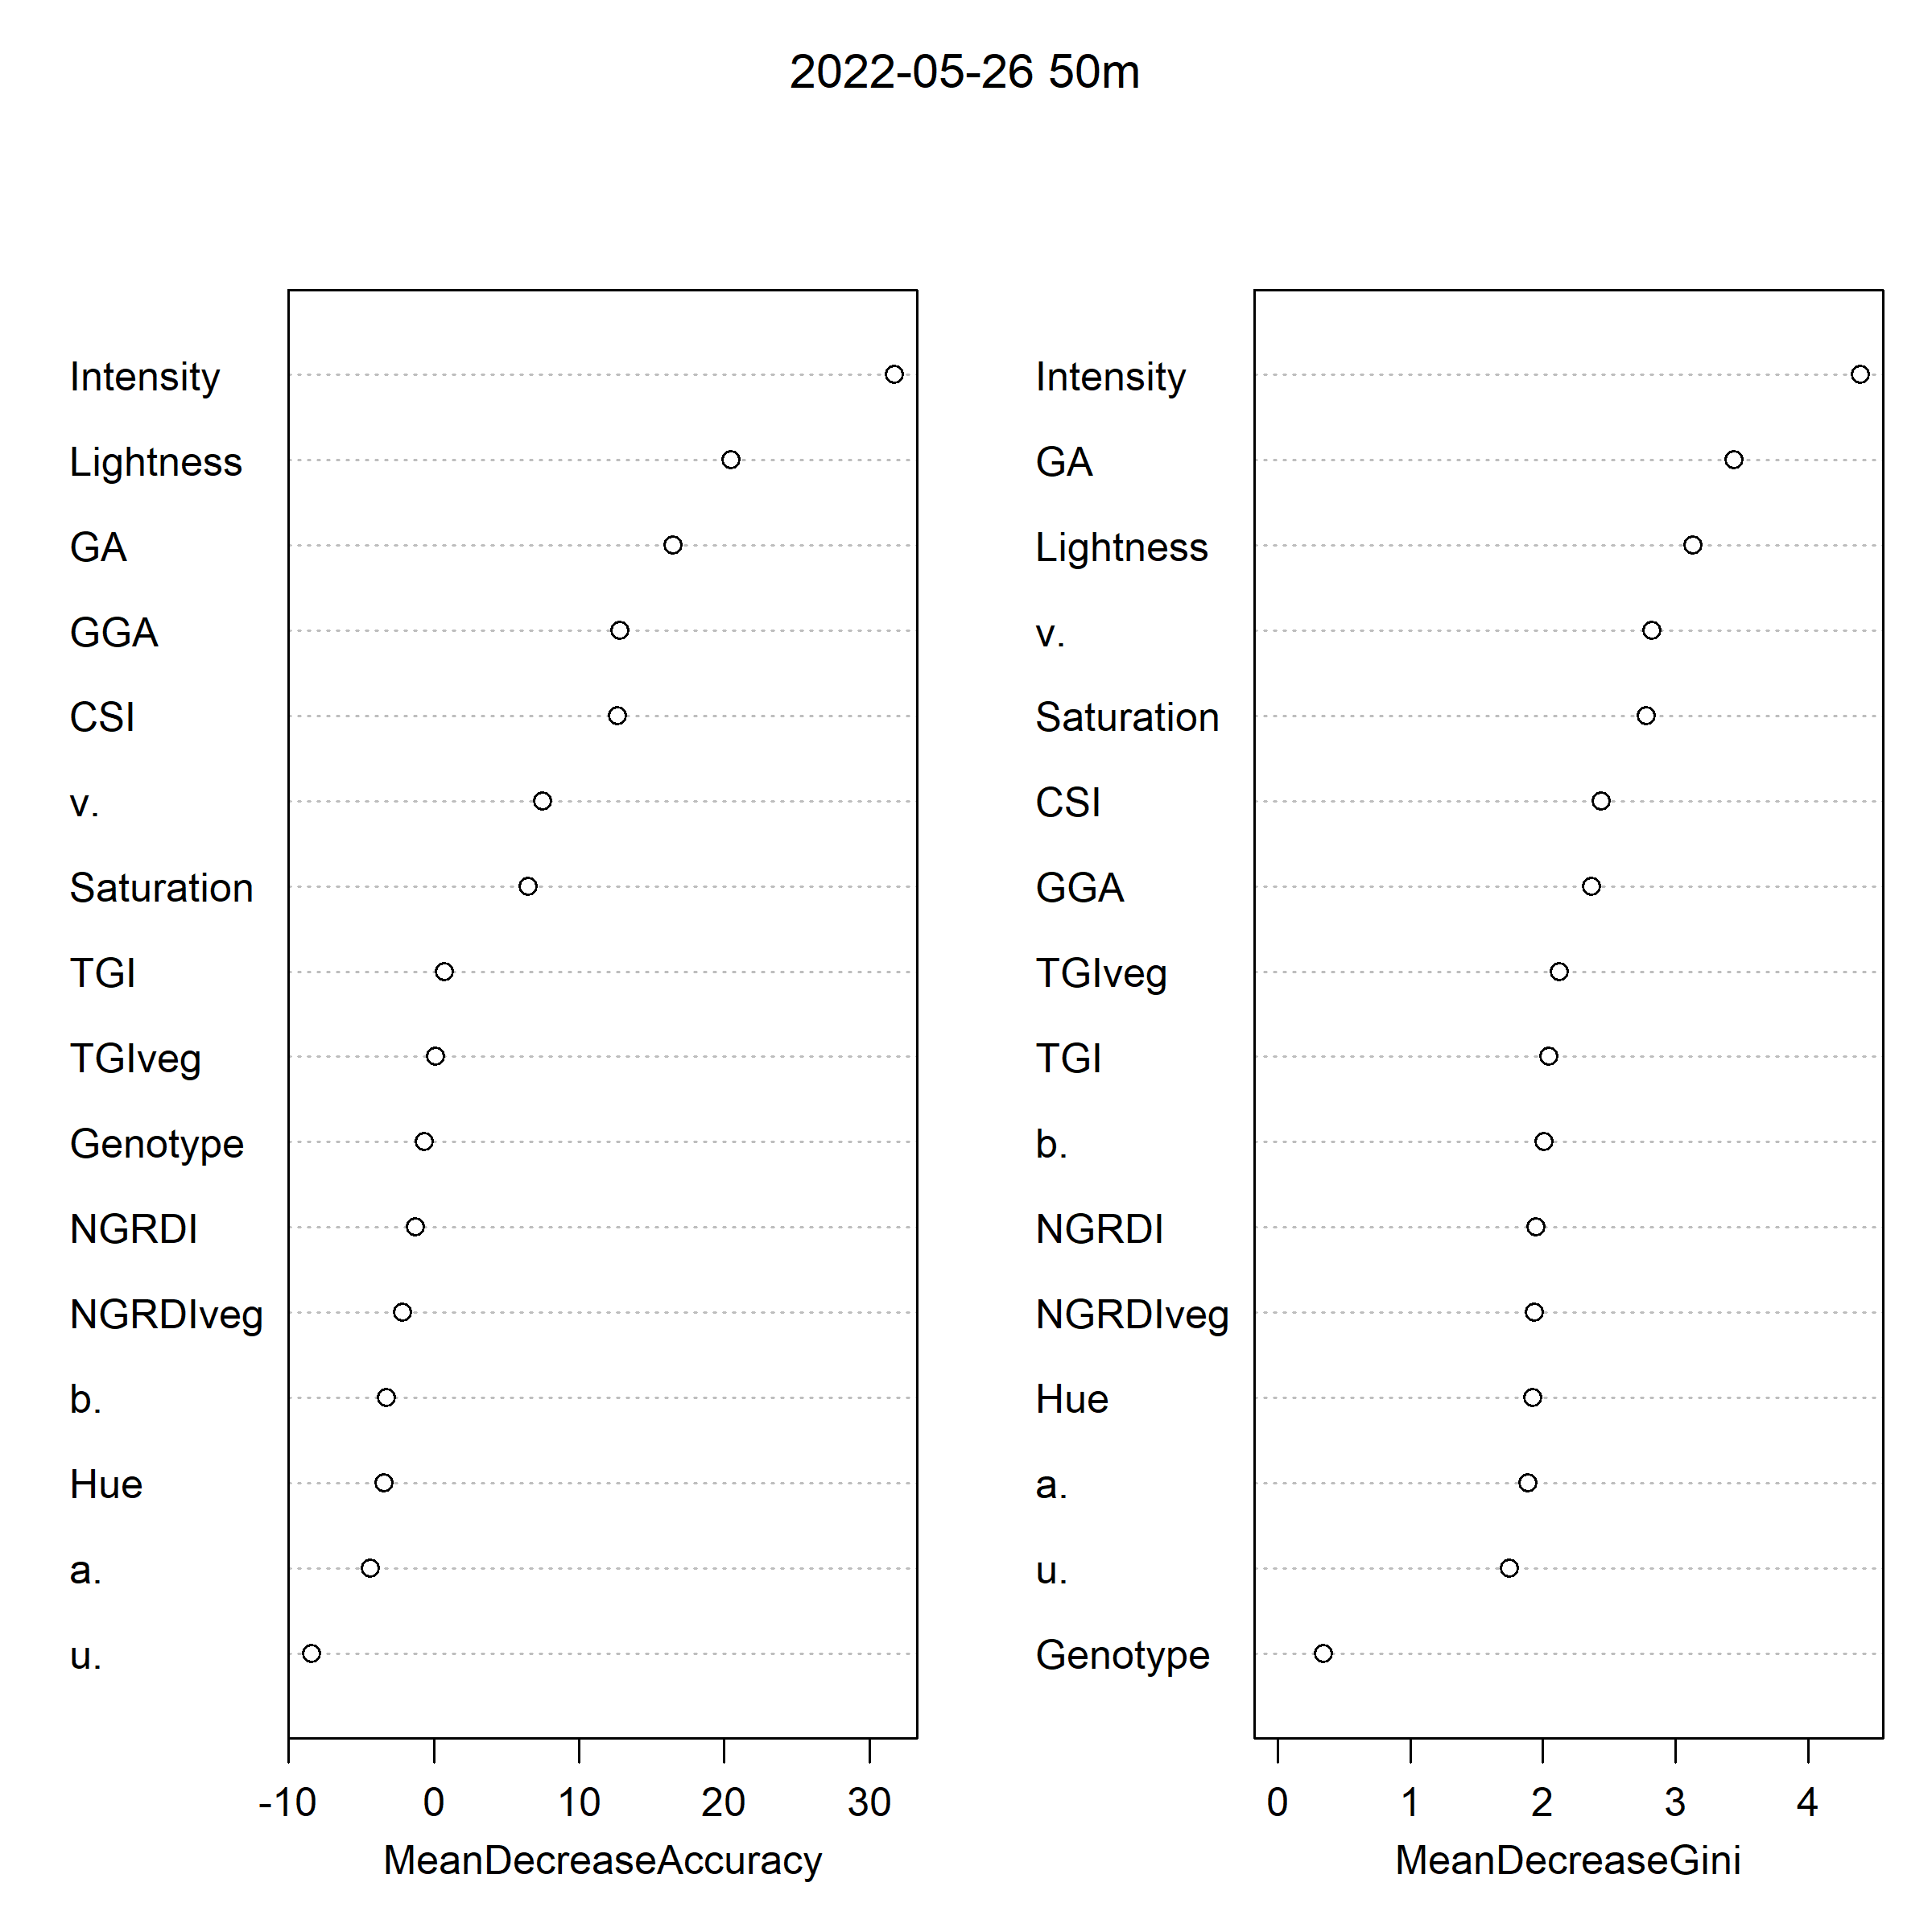 2022-05-26 50m
Intensity
Lightness
GA
GGA
CSI
v.
Saturation
TGI
TGIveg
Genotype
NGRDI
NGRDIveg
b.
Hue
a.
u.
-10 0 10 20 30
MeanDecreaseAccuracy
Intensity
GA
Lightness
v.
Saturation
CSI
GGA
TGIveg
TGI
b.
NGRDI
NGRDIveg
Hue
a.
u.
Genotype
0 1 2 3 4
MeanDecreaseGini